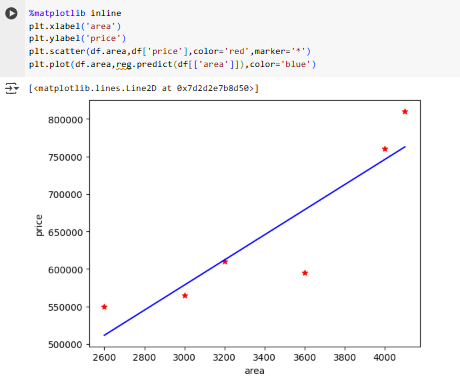 %matplotlib inline
plt.xlabel('area')
plt.ylabel('price')
plt.scatter(df.area,df['price'],color='red',marker='*')
plt.plot(df.area,reg.predict(df[['area']]),color='blue')
[<matplotlib.lines.Line2D at 0x7d2d2e7b8d50>]
800000
750000
700000
650000
600000
550000
500000
price
2600 2800 3000 3200 3400 3600 3800 4000
area